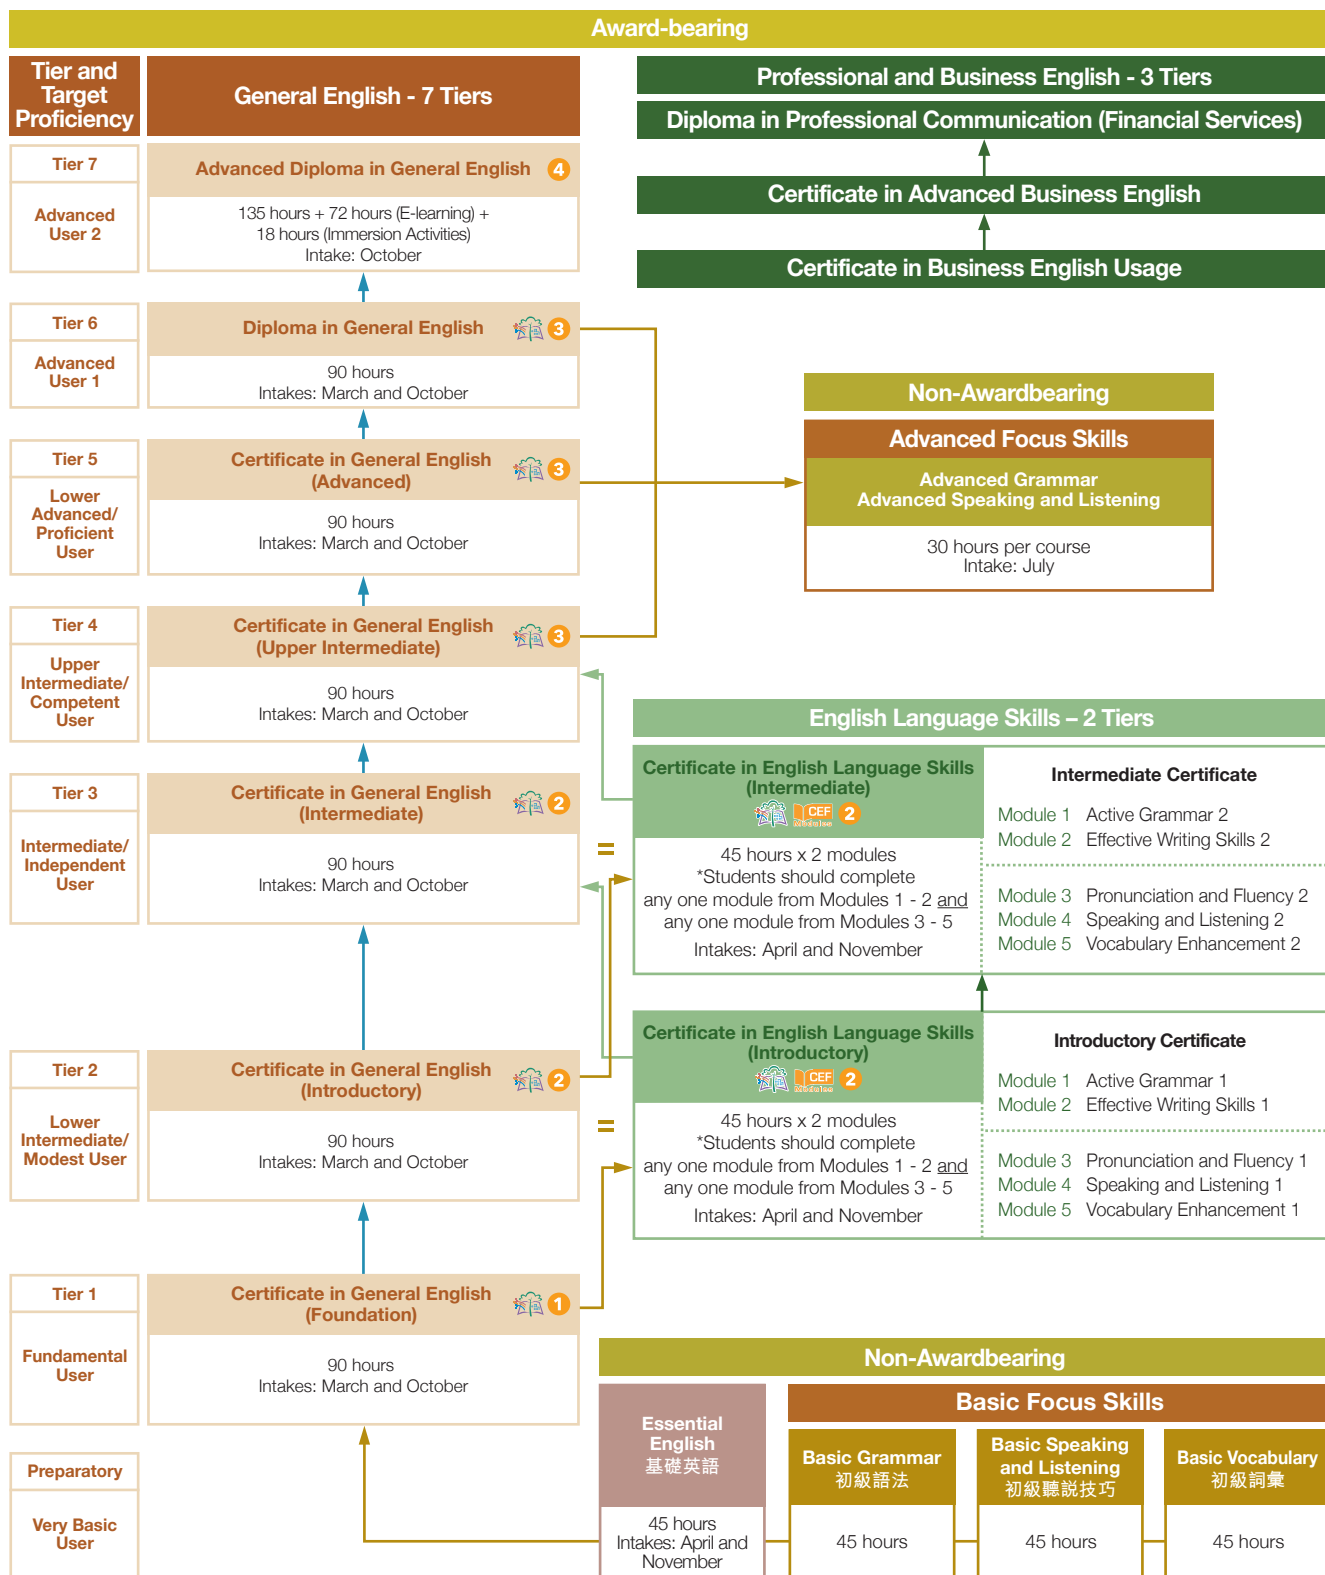 Award-bearing
Tier and
Target
Proficiency
General English - 7 Tiers
Professional and Business English - 3 Tiers
Diploma in Professional Communication (Financial Services)
Certificate in Advanced Business English
Certificate in Business English Usage
Tier 7
Advanced
User 2
Advanced Diploma in General English 4
135 hours + 72 hours (E-learning) +
18 hours (Immersion Activities)
Intake: October
Tier 6
Advanced
User 1
Diploma in General English 3
90 hours
Intakes: March and October
Non-Awardbearing
Advanced Focus Skills
Advanced Grammar
Advanced Speaking and Listening
30 hours per course
Intake: July
Tier 5
Lower
Advanced/
Proficient
User
Certificate in General English
(Advanced) 3
90 hours
Intakes: March and October
Tier 4
Upper
Intermediate/
Competent
User
Certificate in General English
(Upper Intermediate) 3
90 hours
Intakes: March and October
English Language Skills – 2 Tiers
Tier 3
Intermediate/
Independent
User
Certificate in General English
(Intermediate) 2
90 hours
Intakes: March and October
=
Certificate in English Language Skills
(Intermediate)
CEF
Modules
2
45 hours x 2 modules
*Students should complete
any one module from Modules 1 - 2 and
any one module from Modules 3 - 5
Intakes: April and November
Intermediate Certificate
Module 1 Active Grammar 2
Module 2 Effective Writing Skills 2
Module 3 Pronunciation and Fluency 2
Module 4 Speaking and Listening 2
Module 5 Vocabulary Enhancement 2
Tier 2
Lower
Intermediate/
Modest User
Certificate in General English
(Introductory) 2
90 hours
Intakes: March and October
=
Certificate in English Language Skills
(Introductory)
CEF
Modules
2
45 hours x 2 modules
*Students should complete
any one module from Modules 1 - 2 and
any one module from Modules 3 - 5
Intakes: April and November
Introductory Certificate
Module 1 Active Grammar 1
Module 2 Effective Writing Skills 1
Module 3 Pronunciation and Fluency 1
Module 4 Speaking and Listening 1
Module 5 Vocabulary Enhancement 1
Tier 1
Fundamental
User
Certificate in General English
(Foundation) 1
90 hours
Intakes: March and October
Non-Awardbearing
Preparatory
Very Basic
User
Essential
English
基礎英語
45 hours
Intakes: April and
November
Basic Focus Skills
Basic Grammar
初級語法
45 hours
Basic Speaking
and Listening
初級聽説技巧
45 hours
Basic Vocabulary
初級詞彙
45 hours